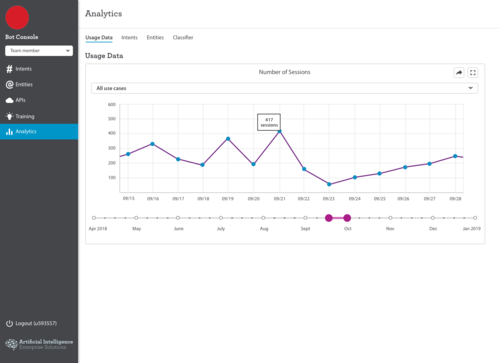 Bot Console
Team member
Intents
Entities
APIs
Training
Analytics
Logout (u593557)
Artificial Intelligence
Enterprise Solutions
Analytics
Usage Data
Intents
Entities
Classifier
Usage Data
Number of Sessions
All use cases
600
500
400
300
200
100
417
sessions
09/15
09/16
09/17
09/18
09/19
09/20
09/21
09/22
09/23
09/24
09/25
09/26
09/27
09/28
Apr 2018
May
June
July
Aug
Sept
Oct
Nov
Dec
Jan 2019